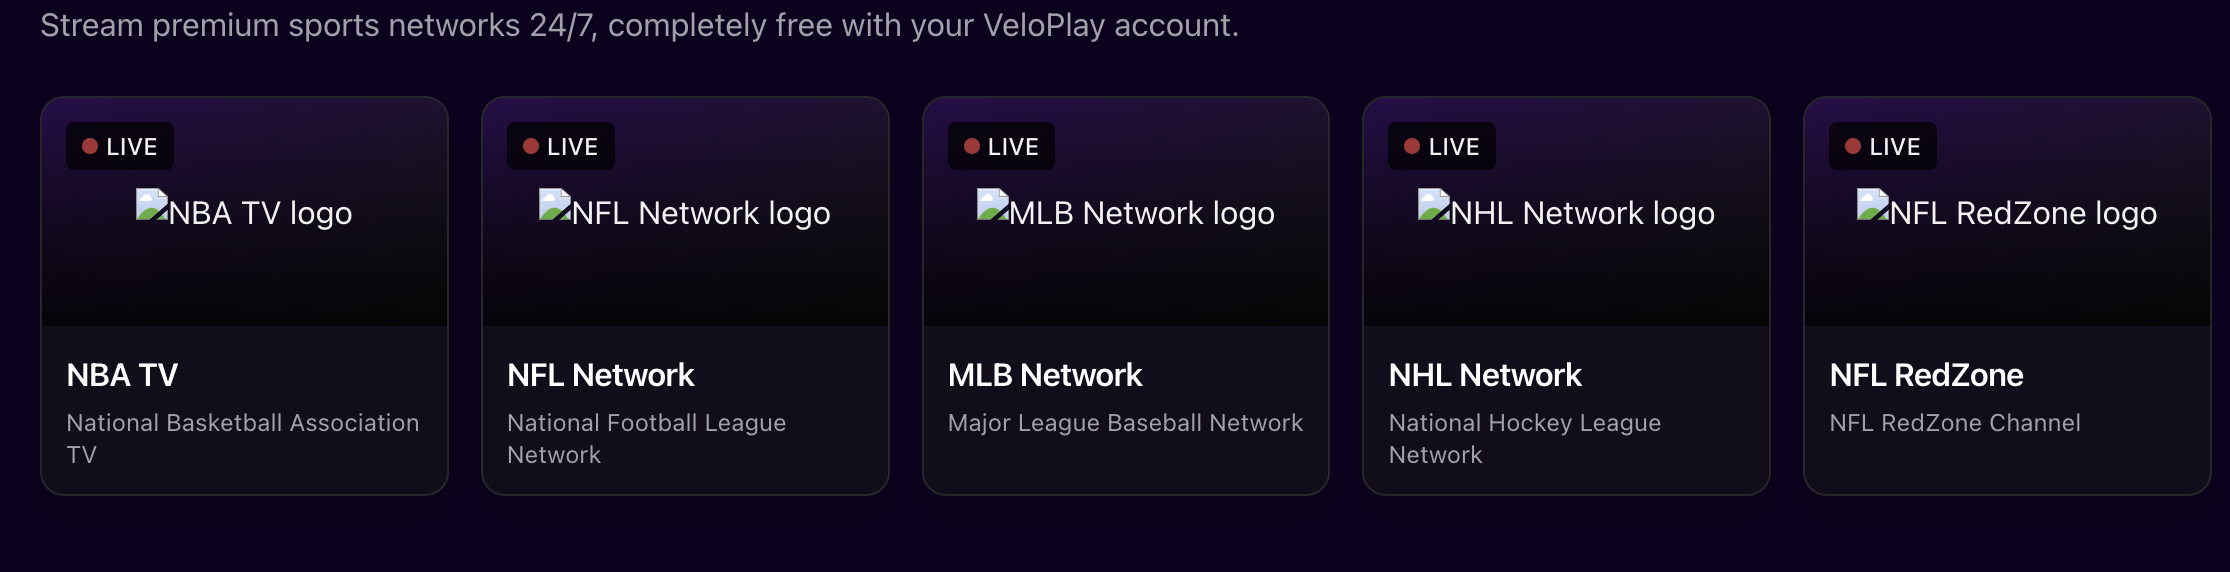 Stream premium sports networks 24/7, completely free with your VeloPlay account.
LIVE
NBA TV logo
NBA TV
National Basketball Association
TV
LIVE
NFL Network logo
NFL Network
National Football League
Network
LIVE
MLB Network logo
MLB Network
Major League Baseball Network
LIVE
NHL Network logo
NHL Network
National Hockey League
Network
LIVE
NFL RedZone logo
NFL RedZone
NFL RedZone Channel